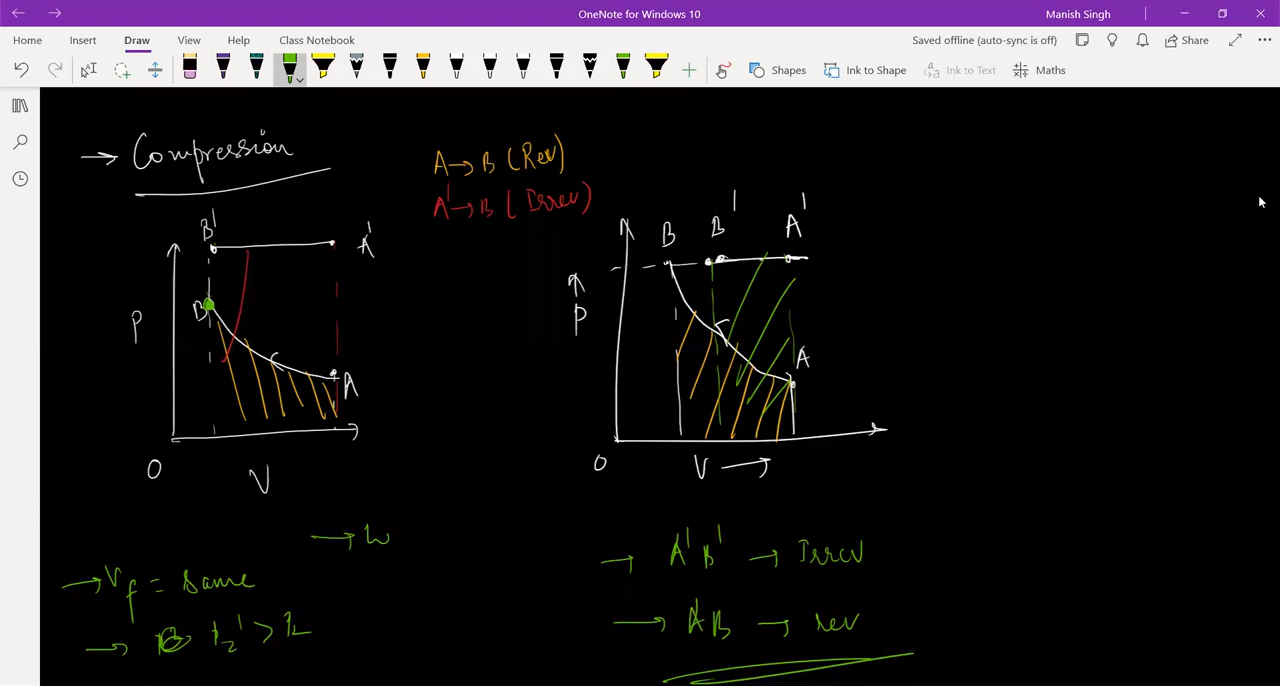 OneNote for Windows 10
Manish Singh
Home Insert Draw View Help Class Notebook
Saved offline (auto-sync is off) Share
Shapes Ink to Shape Ink to Text Maths
→ Compression
A → B (Rev)
A' → B (Irrev)
B' A'
B
P
A
O V
B B' A'
P
A
O V →
→ V_f = Same
→ A'B' → Irrev
→ AB → rev